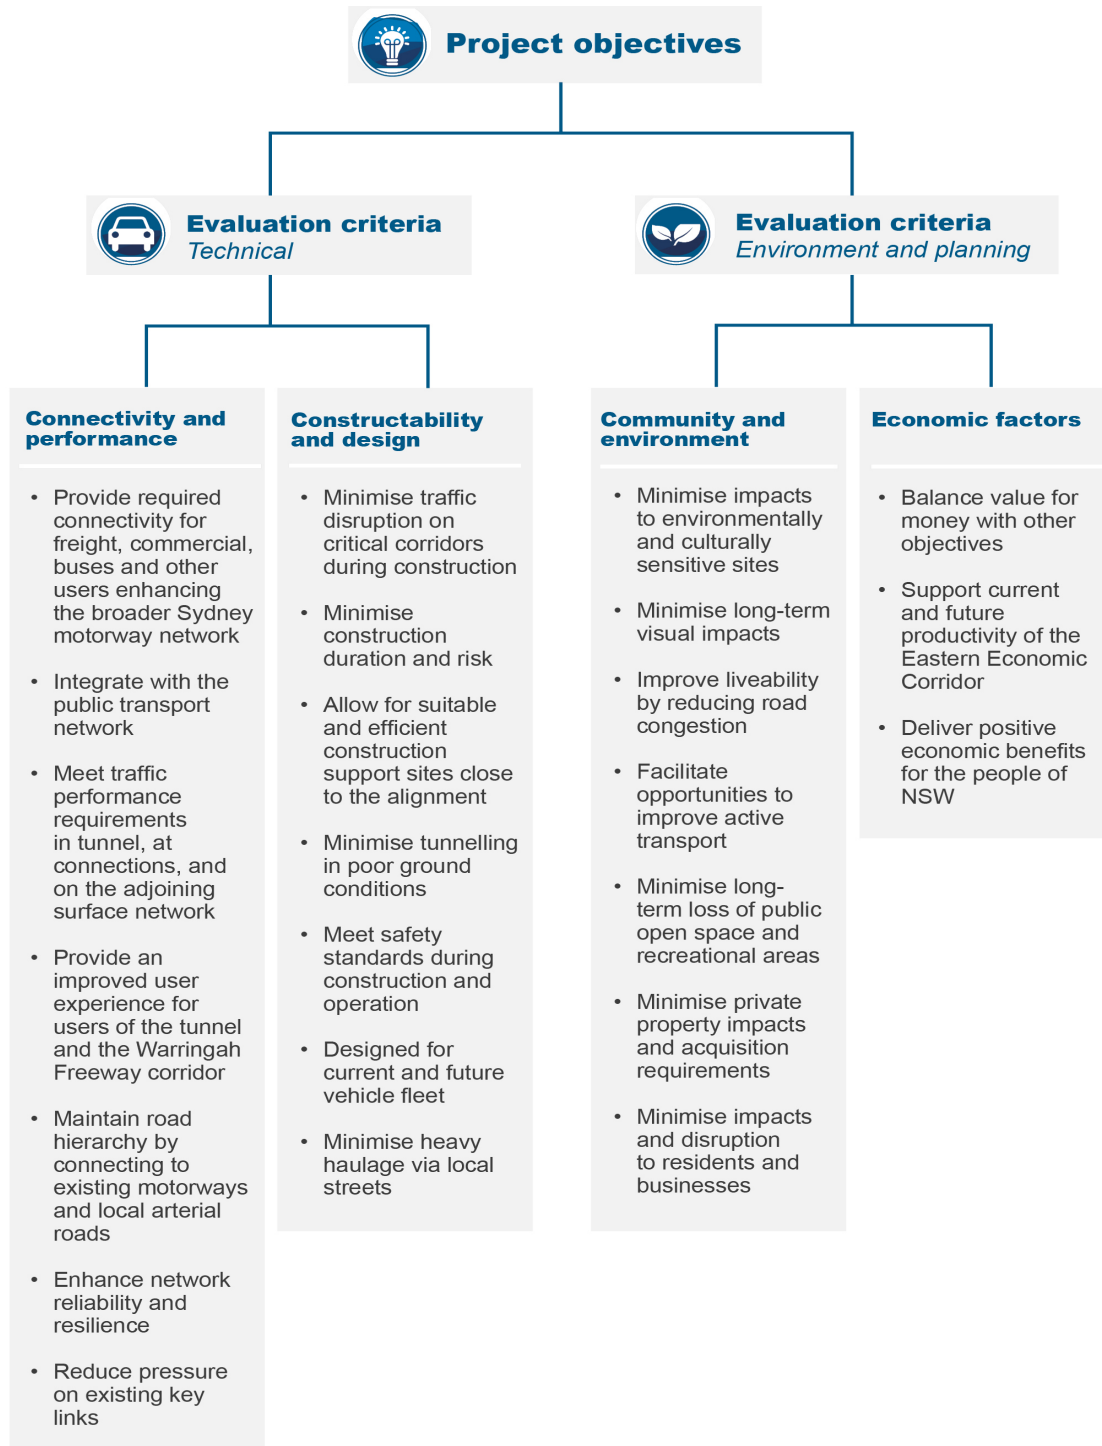 Project objectives
Evaluation criteria
Technical
Evaluation criteria
Environment and planning
Connectivity and
performance
• Provide required
connectivity for
freight, commercial,
buses and other
users enhancing
the broader Sydney
motorway network
• Integrate with the
public transport
network
• Meet traffic
performance
requirements
in tunnel, at
connections, and
on the adjoining
surface network
• Provide an
improved user
experience for
users of the tunnel
and the Warringah
Freeway corridor
• Maintain road
hierarchy by
connecting to
existing motorways
and local arterial
roads
• Enhance network
reliability and
resilience
• Reduce pressure
on existing key
links
Constructability
and design
• Minimise traffic
disruption on
critical corridors
during construction
• Minimise
construction
duration and risk
• Allow for suitable
and efficient
construction
support sites close
to the alignment
• Minimise tunnelling
in poor ground
conditions
• Meet safety
standards during
construction and
operation
• Designed for
current and future
vehicle fleet
• Minimise heavy
haulage via local
streets
Community and
environment
• Minimise impacts
to environmentally
and culturally
sensitive sites
• Minimise long-term
visual impacts
• Improve liveability
by reducing road
congestion
• Facilitate
opportunities to
improve active
transport
• Minimise long-
term loss of public
open space and
recreational areas
• Minimise private
property impacts
and acquisition
requirements
• Minimise impacts
and disruption
to residents and
businesses
Economic factors
• Balance value for
money with other
objectives
• Support current
and future
productivity of the
Eastern Economic
Corridor
• Deliver positive
economic benefits
for the people of
NSW